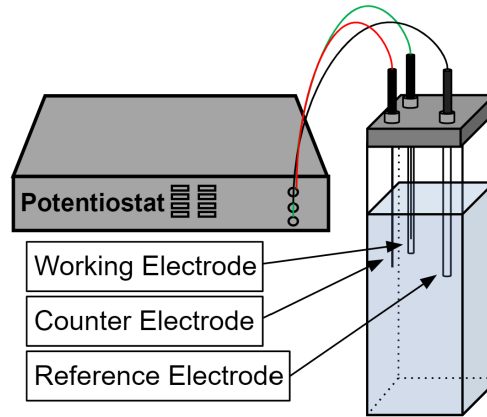 Potentiostat
Working Electrode
Counter Electrode
Reference Electrode